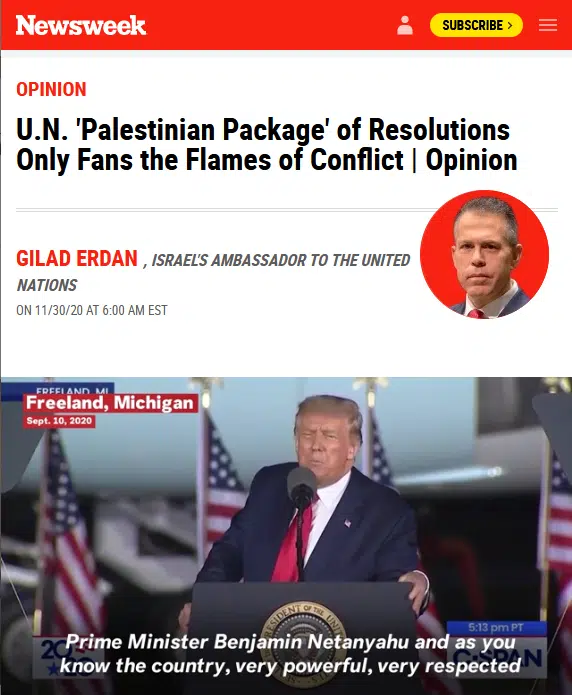 Newsweek
SUBSCRIBE >
OPINION
U.N. 'Palestinian Package' of Resolutions
Only Fans the Flames of Conflict | Opinion
GILAD ERDAN , ISRAEL'S AMBASSADOR TO THE UNITED
NATIONS
ON 11/30/20 AT 6:00 AM EST
FREELAND, MI
Freeland, Michigan
Sept. 10, 2020
5:13 pm PT
C-SPAN
Prime Minister Benjamin Netanyahu and as you
know the country, very powerful, very respected